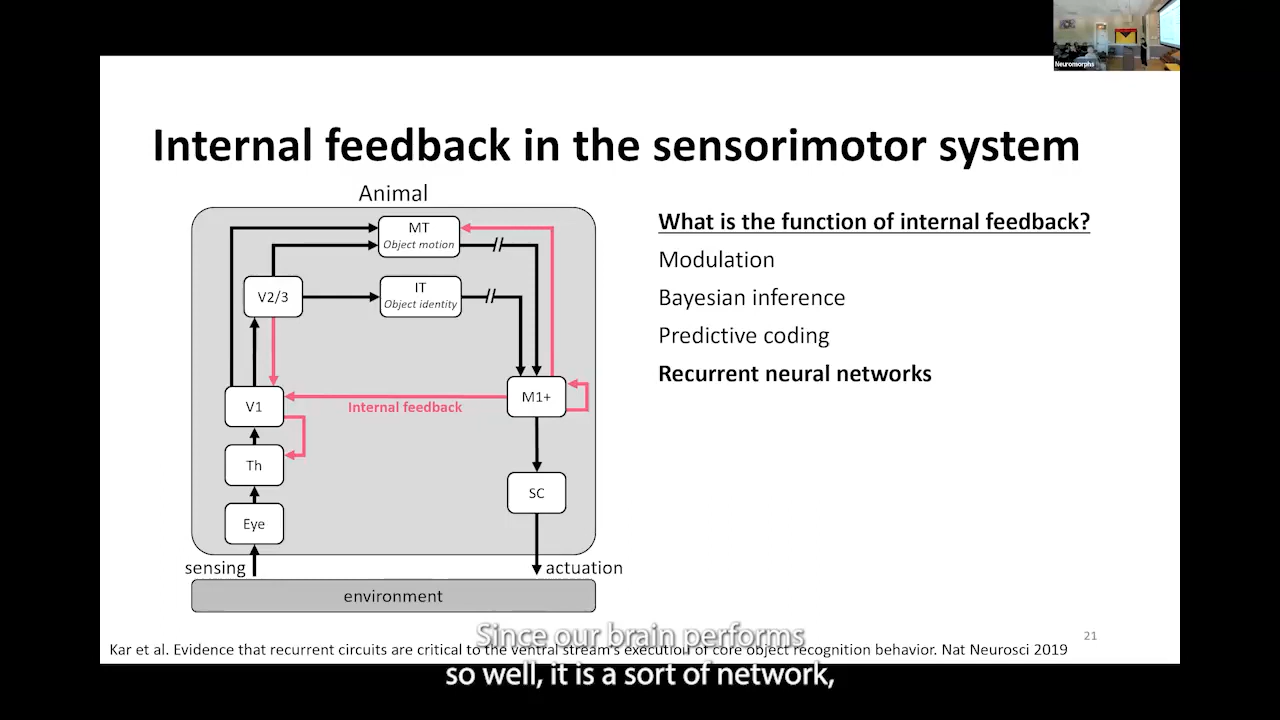 Neuromorphs
Internal feedback in the sensorimotor system
Animal
MT
Object motion
V2/3
IT
Object identity
V1
Internal feedback
M1+
Th
SC
Eye
sensing
actuation
environment
What is the function of internal feedback?
Modulation
Bayesian inference
Predictive coding
Recurrent neural networks
21
Kar et al. Evidence that recurrent circuits are critical to the ventral stream's execution of core object recognition behavior. Nat Neurosci 2019
Since our brain performs
so well, it is a sort of network,